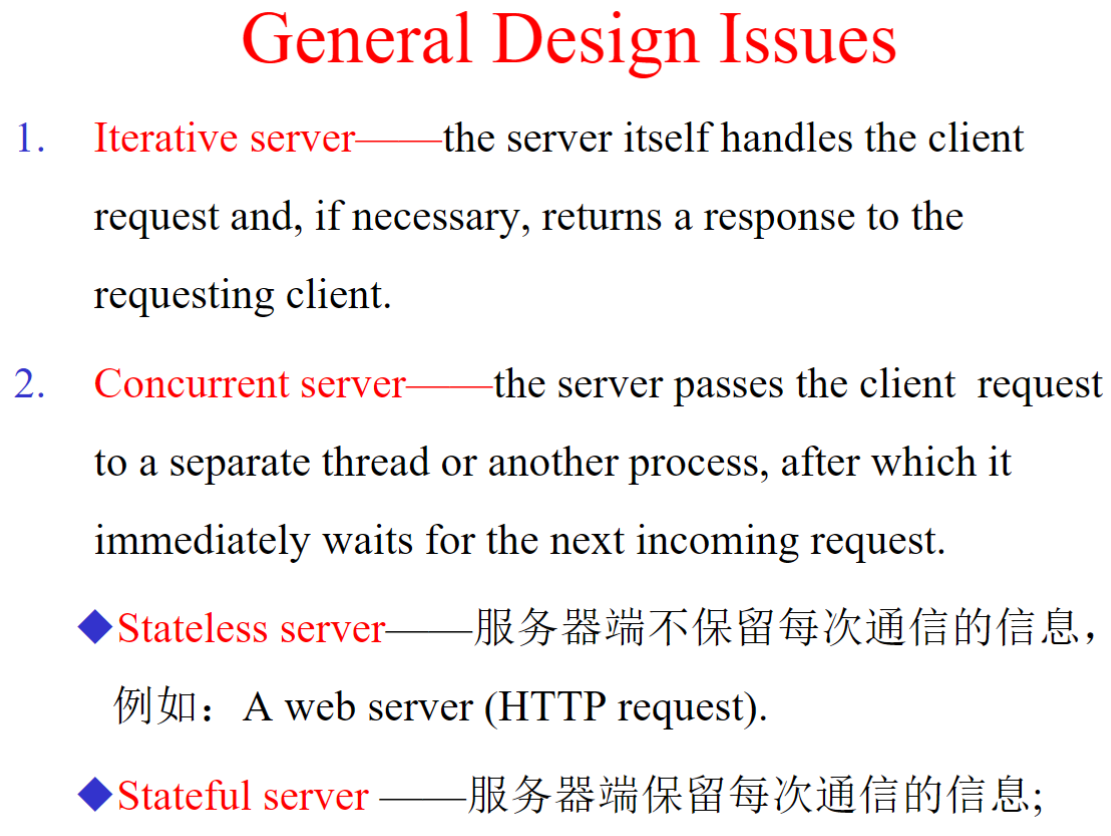 General Design Issues
1. Iterative server——the server itself handles the client
request and, if necessary, returns a response to the
requesting client.
2. Concurrent server——the server passes the client  request
to a separate thread or another process, after which it
immediately waits for the next incoming request.
◆Stateless server——服务器端不保留每次通信的信息，
例如：A web server (HTTP request).
◆Stateful server ——服务器端保留每次通信的信息;